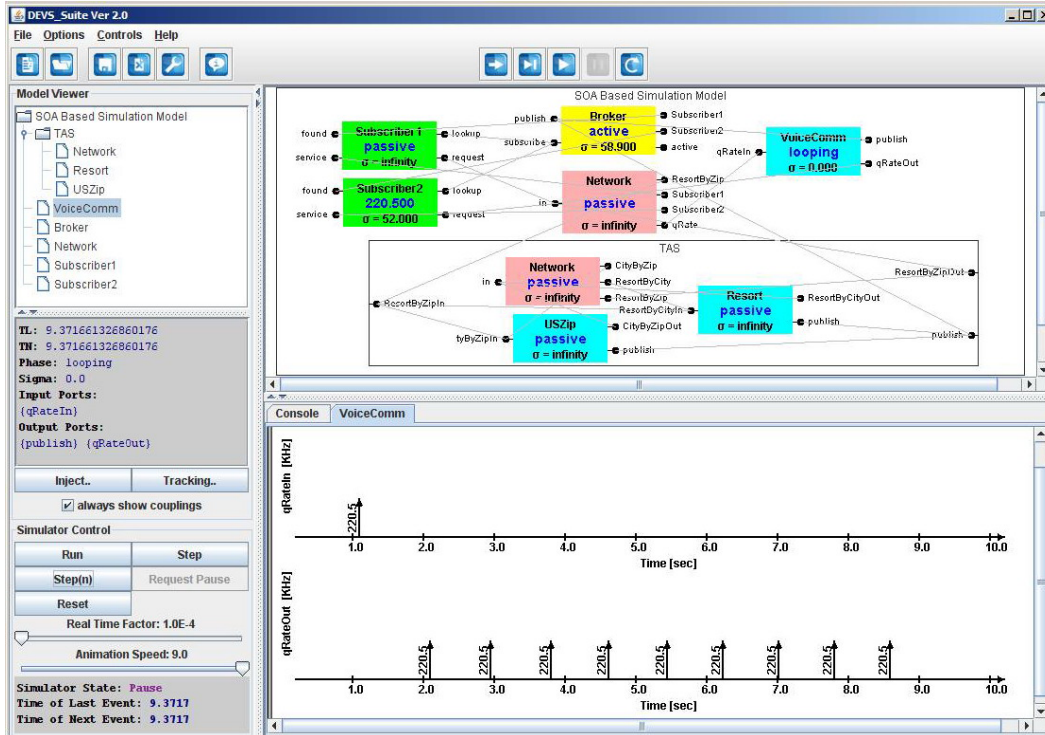 DEVS_Suite Ver 2.0
File Options Controls Help
Model Viewer
SOA Based Simulation Model
TAS
Network
Resort
USZip
VoiceComm
Broker
Network
Subscriber1
Subscriber2
TL: 9.371661326860176
TN: 9.371661326860176
Phase: looping
Sigma: 0.0
Input Ports:
{qRateIn}
Output Ports:
{publish} {qRateOut}
Inject.. Tracking..
always show couplings
Simulator Control
Run Step
Step(n) Request Pause
Reset
Real Time Factor: 1.0E-4
Animation Speed: 9.0
Simulator State: Pause
Time of Last Event: 9.3717
Time of Next Event: 9.3717
SOA Based Simulation Model
found Subscriber1 lookup
passive
service σ = infinity request
found Subscriber2 lookup
220.500
service σ = 52.000 request
publish Broker Subscriber1
subscribe active Subscriber2
σ = 58.900 active
VoiceComm publish
qRateIn looping
σ = 0.000 qRateOut
Network ResortByZip
passive Subscriber1
in Subscriber2
σ = infinity qRate
TAS
ResortByZipIn
Network CityByZip
in passive ResortByCity
σ = infinity ResortByZip
USZip CityByZipOut
tyByZipIn passive
σ = infinity publish
Resort ResortByCityOut
ResortByCityIn passive
σ = infinity publish
ResortByZipOut
publish
Console VoiceComm
qRateIn [KHz]
220.5
1.0 2.0 3.0 4.0 5.0 6.0 7.0 8.0 9.0 10.0
Time [sec]
qRateOut [KHz]
220.5 220.5 220.5 220.5 220.5 220.5 220.5 220.5 220.5
1.0 2.0 3.0 4.0 5.0 6.0 7.0 8.0 9.0 10.0
Time [sec]